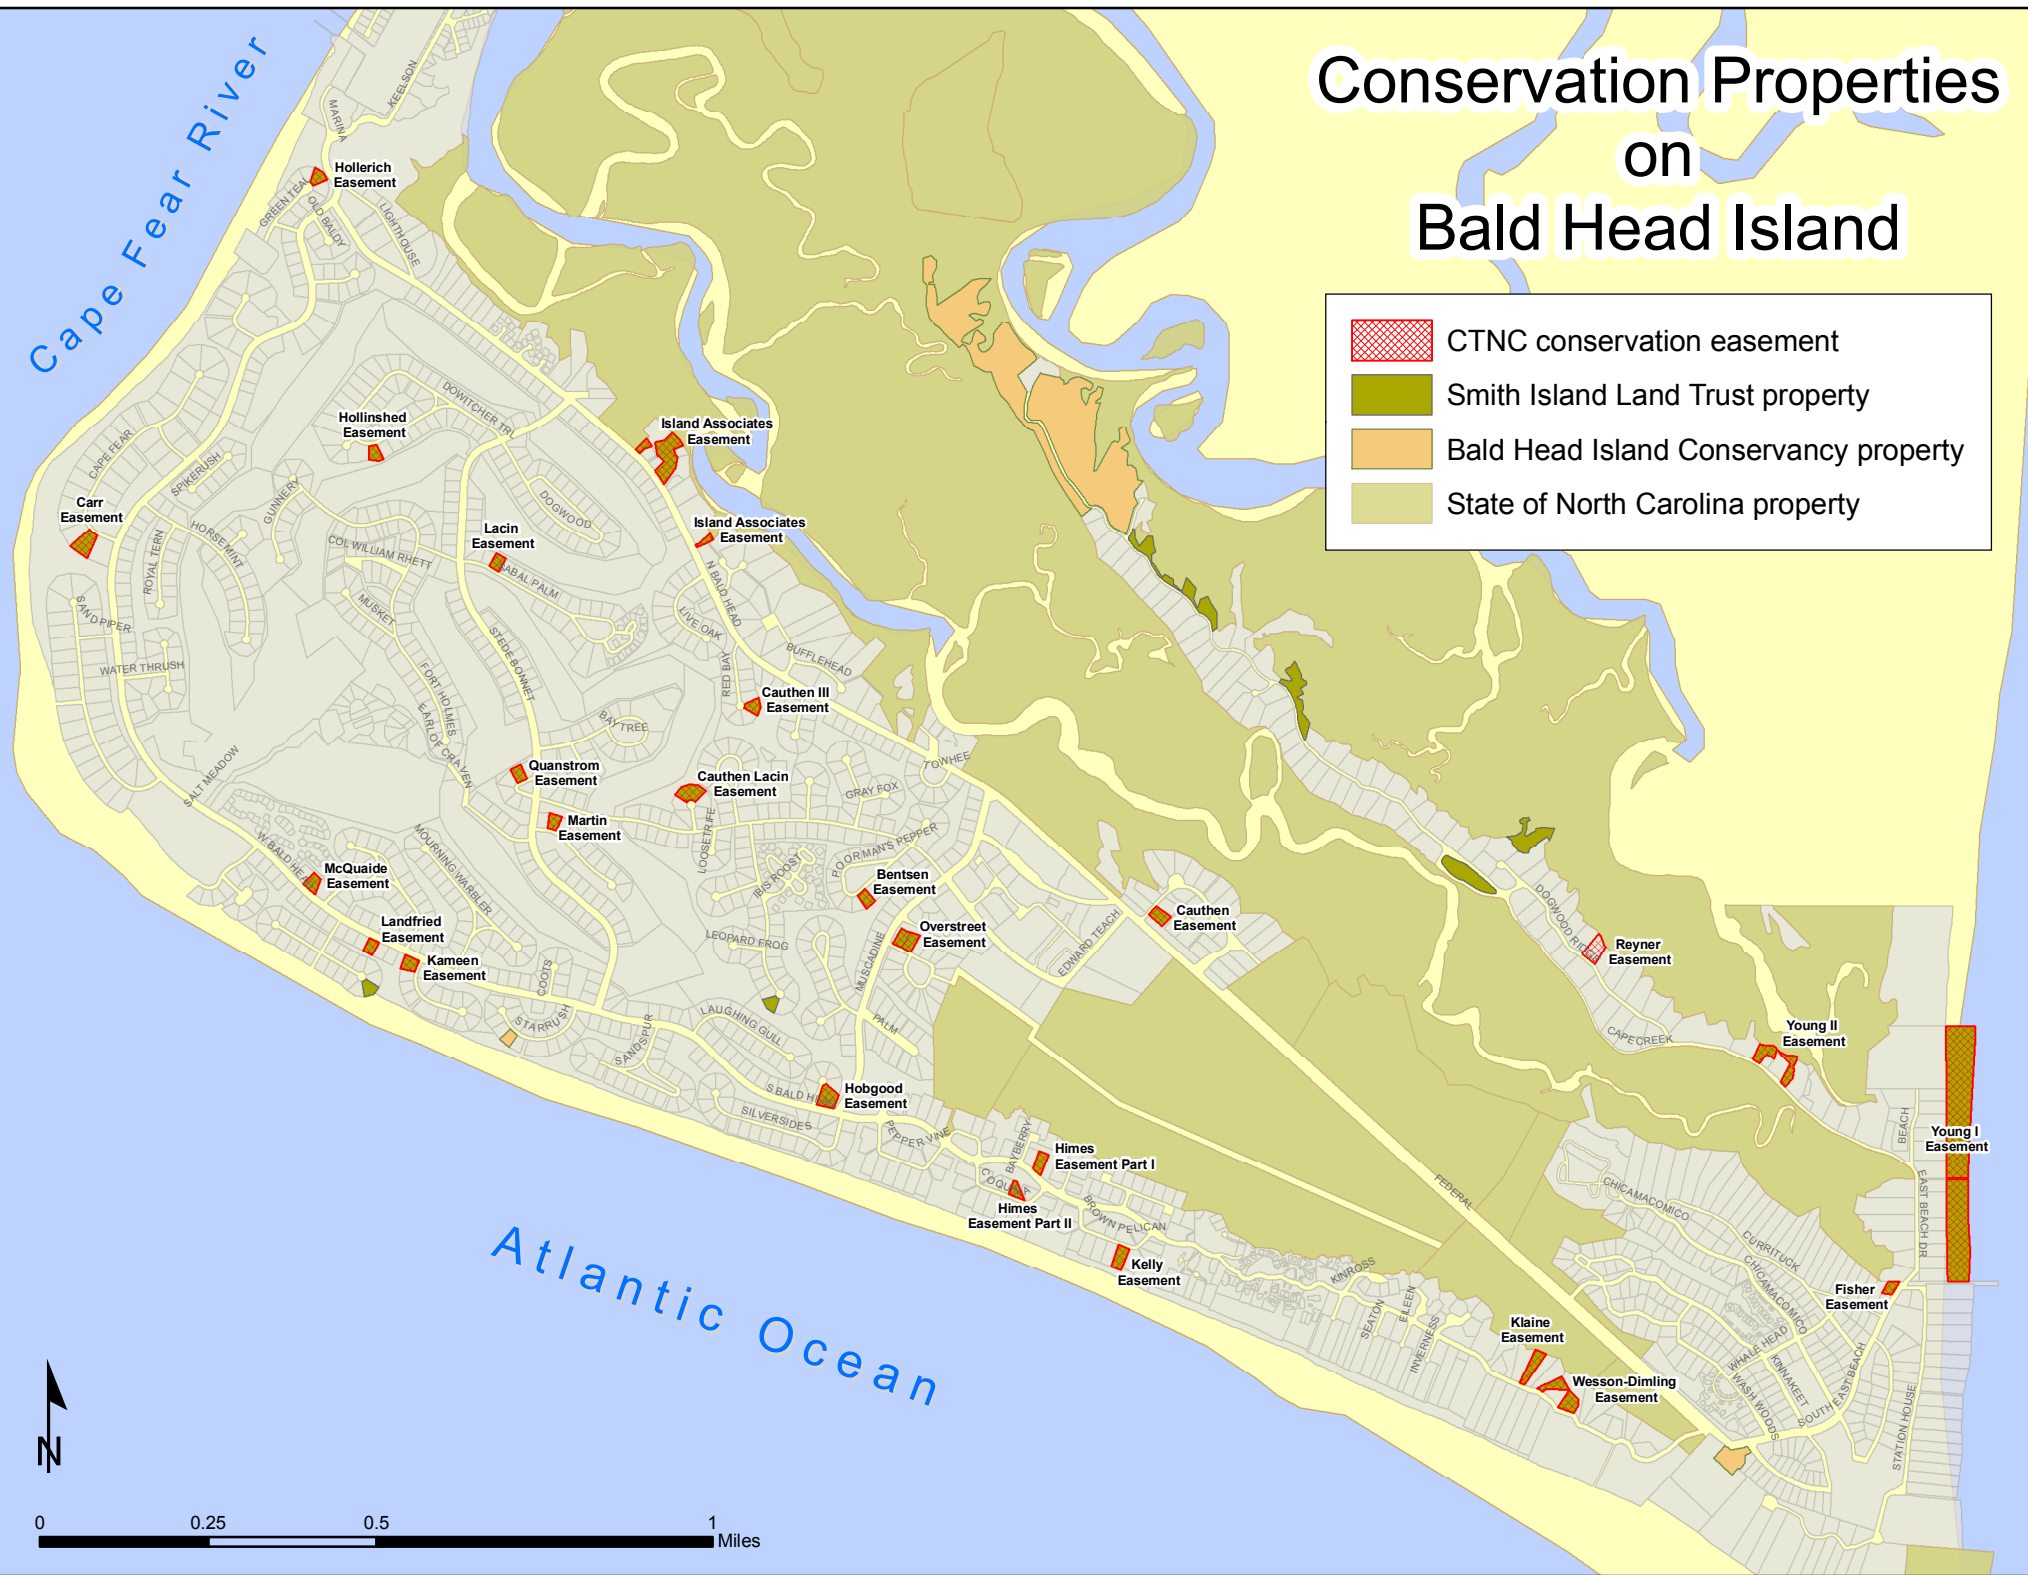 Conservation Properties
on
Bald Head Island
CTNC conservation easement
Smith Island Land Trust property
Bald Head Island Conservancy property
State of North Carolina property
Cape Fear River
Atlantic Ocean
KEELSON
MARINA
Hollerich
Easement
GREEN TEAL
OLD BALDY
LIGHTHOUSE
DOWITCHER TRL
Hollinshed
Easement
Island Associates
Easement
CAPE FEAR
SPIKERUSH
GUNNERY
DOGWOOD
Carr
Easement
Lacin
Easement
Island Associates
Easement
ROYAL TERN
HORSE MINT
COL WILLIAM RHETT
SABAL PALM
N BALD HEAD
MUSKET
LIVE OAK
SANDPIPER
STEDE BONNET
WATER THRUSH
FORT HOLMES
RED BAY
BUFFLEHEAD
Cauthen III
Easement
EARL OF CRAVEN
BAY TREE
SALT MEADOW
Quanstrom
Easement
Cauthen Lacin
Easement
TOWHEE
GRAY FOX
Martin
Easement
LOOSETRIFE
POOR MAN'S PEPPER
W BALD HEAD
MOURNING WARBLER
IBIS ROOST
McQuaide
Easement
Bentsen
Easement
DOGWOOD RIDGE
Landfried
Easement
Overstreet
Easement
Cauthen
Easement
EDWARD TEACH
Reyner
Easement
Kameen
Easement
LEOPARD FROG
MUSCADINE
COOTS
STARRUSH
SANDSPUR
LAUGHING GULL
PALM
CAPE CREEK
Young II
Easement
S BALD HEAD
Hobgood
Easement
SILVERSIDES
PEPPER VINE
BAYBERRY
BEACH
Young I
Easement
Himes
Easement Part I
COQUINA
Himes
Easement Part II
BROWN PELICAN
FEDERAL
CHICAMACOMICO
EAST BEACH DR
CURRITUCK
CHICAMACOMICO
Kelly
Easement
KINROSS
Fisher
Easement
SEATON
EILEEN
INVERNESS
Klaine
Easement
WHALE HEAD
KINNAKEET
Wesson-Dimling
Easement
WASH WOODS
SOUTH EAST BEACH
STATION HOUSE
N
0 0.25 0.5 1
Miles